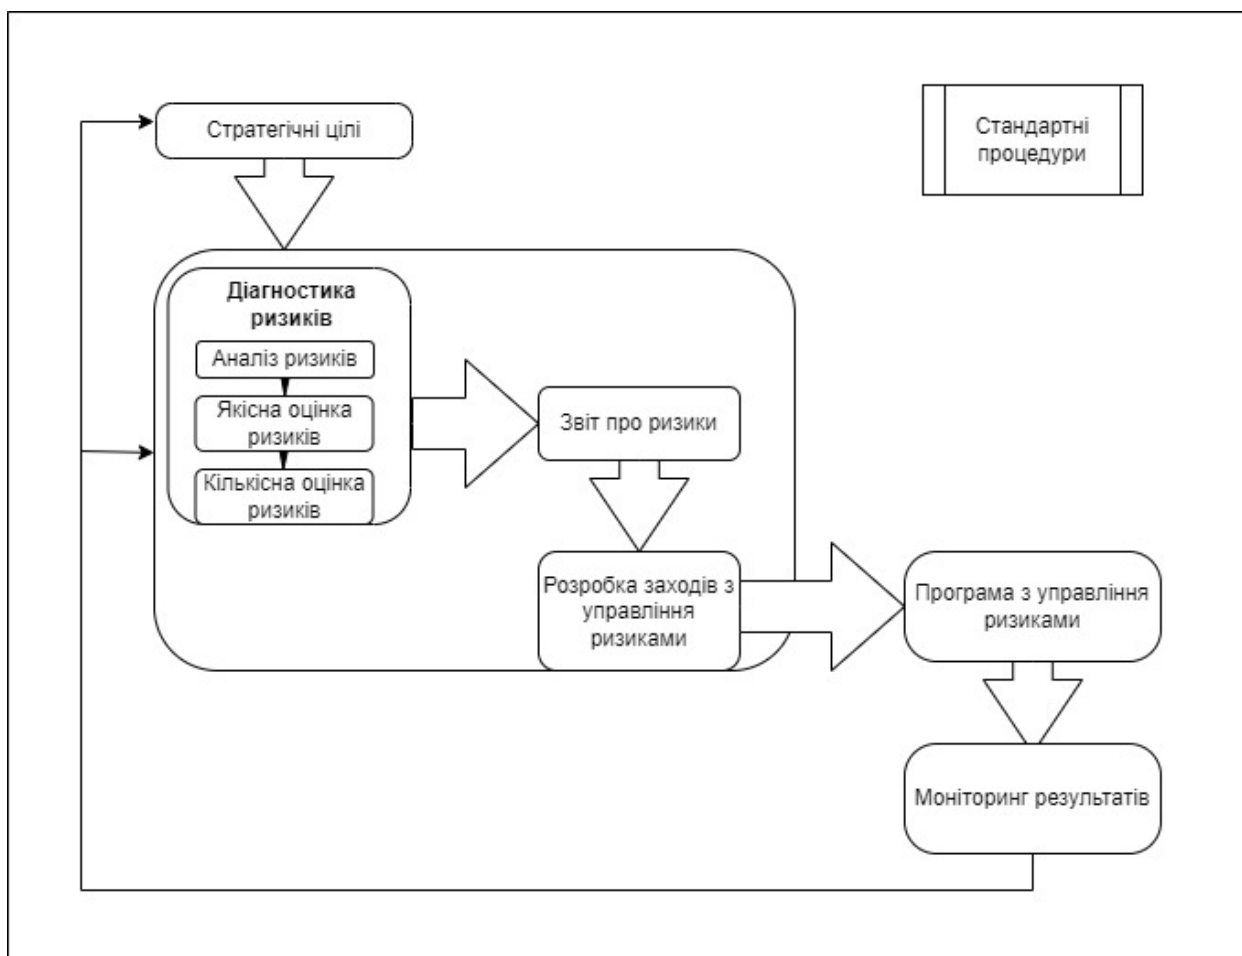 Стратегічні цілі
Стандартні
процедури
Діагностика
ризиків
Аналіз ризиків
Якісна оцінка
ризиків
Кількісна оцінка
ризиків
Звіт про ризики
Розробка заходів з
управління
ризиками
Програма з управління
ризиками
Моніторинг результатів